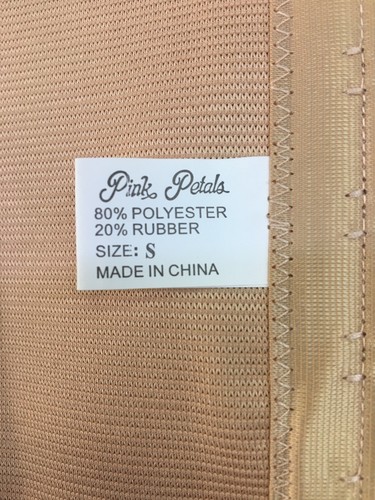 Pink Petals
80% POLYESTER
20% RUBBER
SIZE: S
MADE IN CHINA